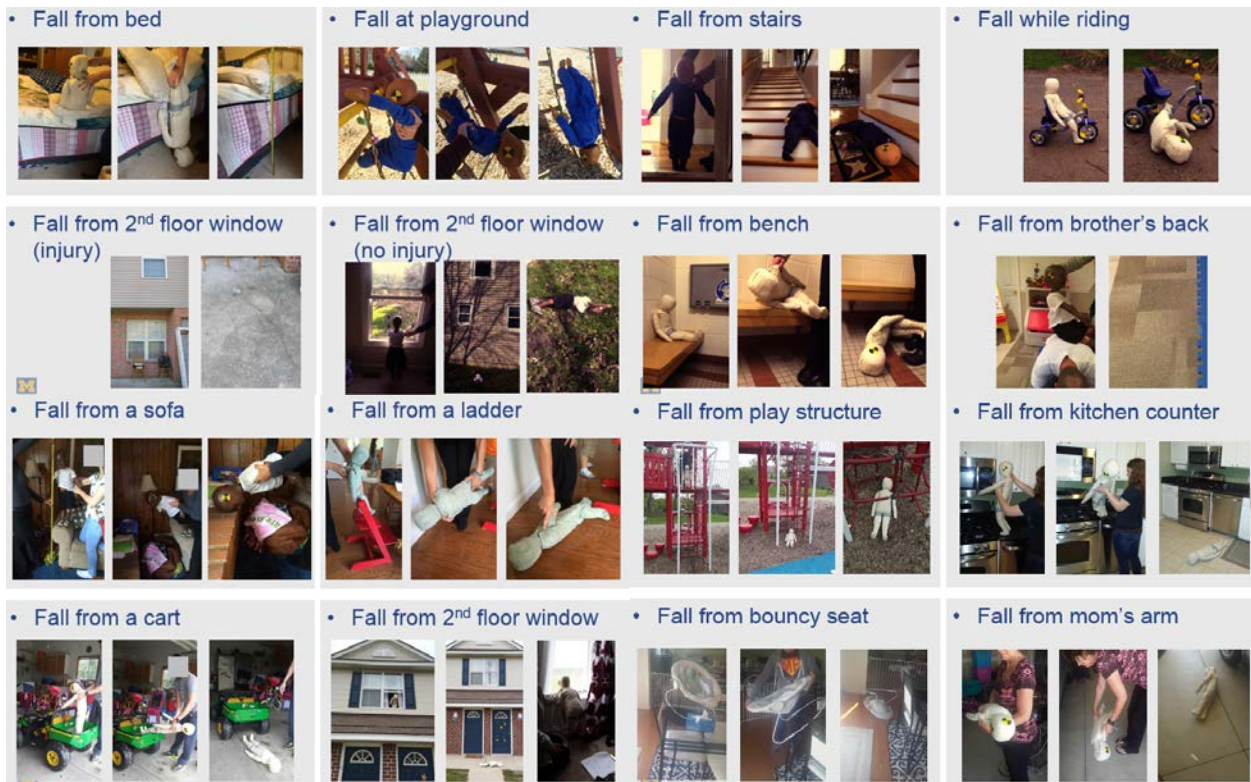 • Fall from bed
• Fall at playground
• Fall from stairs
• Fall while riding
• Fall from 2nd floor window
(injury)
• Fall from 2nd floor window
(no injury)
• Fall from bench
• Fall from brother's back
M
• Fall from a sofa
• Fall from a ladder
• Fall from play structure
• Fall from kitchen counter
• Fall from a cart
• Fall from 2nd floor window
• Fall from bouncy seat
• Fall from mom's arm